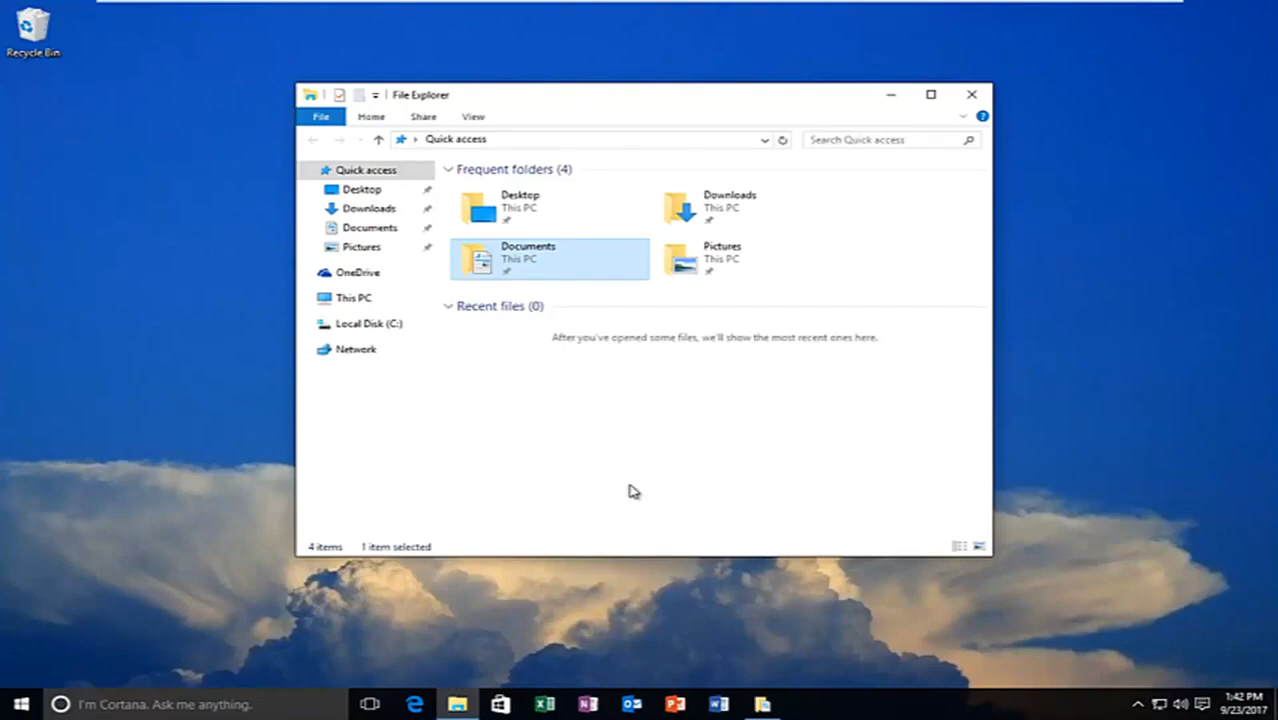 Recycle Bin
File Explorer
File Home Share View
Quick access
Search Quick access
Quick access
Desktop
Downloads
Documents
Pictures
OneDrive
This PC
Local Disk (C:)
Network
Frequent folders (4)
Desktop
This PC
Downloads
This PC
Documents
This PC
Pictures
This PC
Recent files (0)
After you've opened some files, we'll show the most recent ones here.
4 items 1 item selected
I'm Cortana. Ask me anything.
1:42 PM
9/23/2017